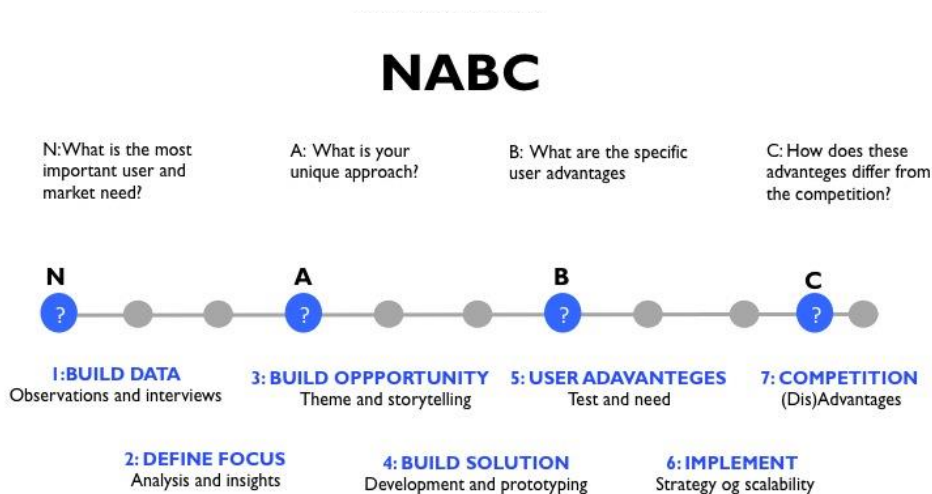 NABC
N:What is the most
important user and
market need?
A: What is your
unique approach?
B: What are the specific
user advantages
C: How does these
advanteges differ from
the competition?
N
A
B
C
?
?
?
?
1:BUILD DATA
Observations and interviews
2: DEFINE FOCUS
Analysis and insights
3: BUILD OPPPORTUNITY
Theme and storytelling
4: BUILD SOLUTION
Development and prototyping
5: USER ADAVANTEGES
Test and need
6: IMPLEMENT
Strategy og scalability
7: COMPETITION
(Dis)Advantages